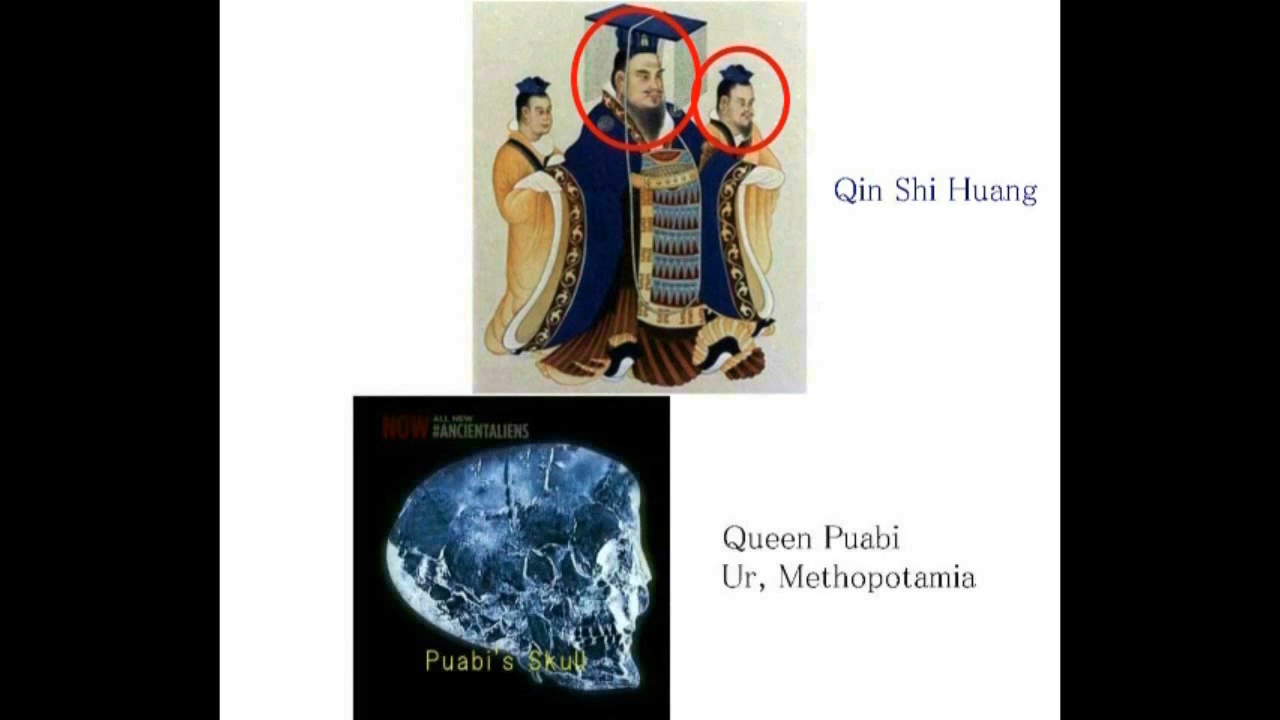 Qin Shi Huang
NOW ALL NEW
#ANCIENTALIENS
Queen Puabi
Ur, Methopotamia
Puabi's Skull